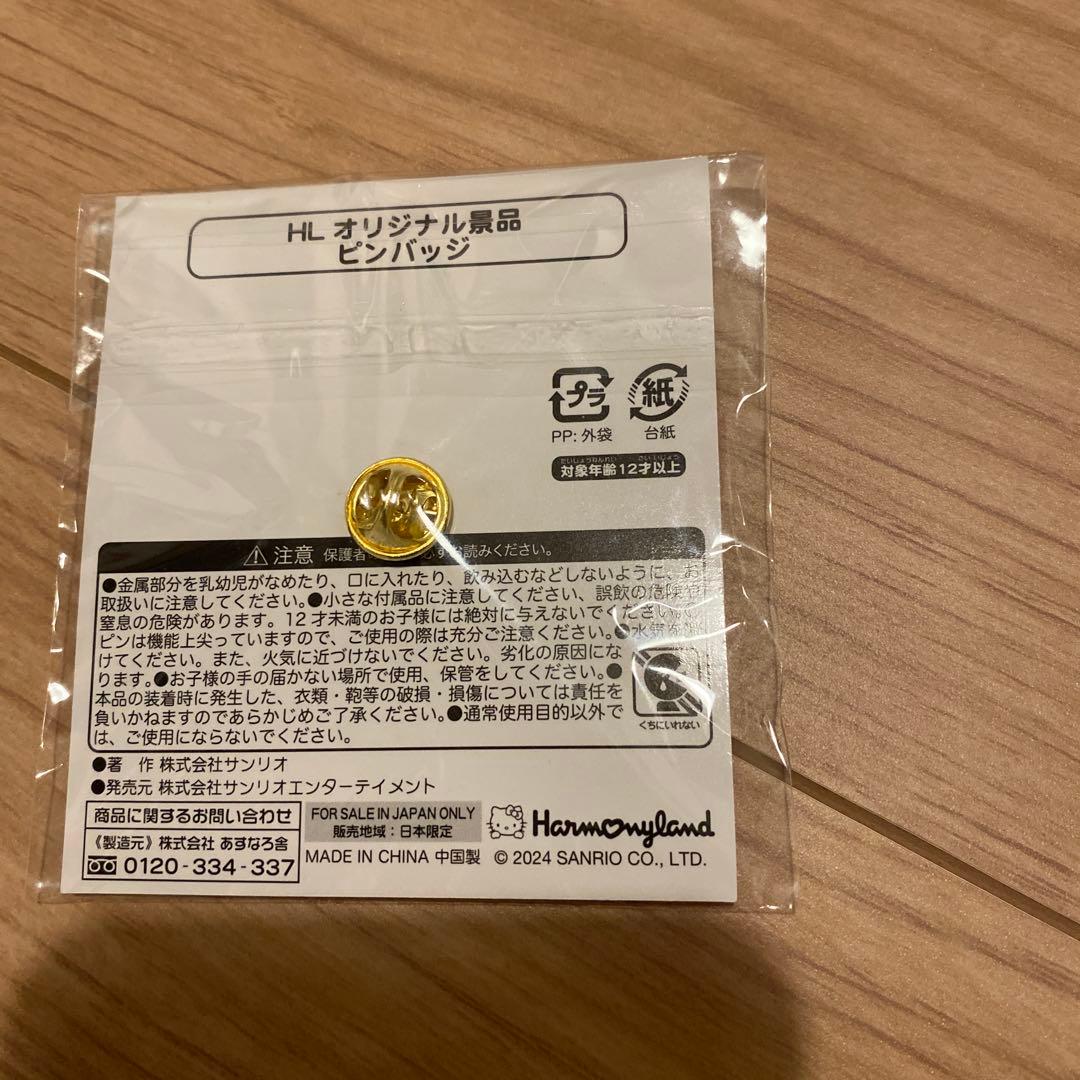 HL オリジナル景品
ピンバッジ
プラ 紙
PP: 外袋 台紙
対象年齢12才以上
注意 保護者 お読みください。
●金属部分を乳幼児がなめたり、口に入れたり、飲み込むなどしないように、お
取扱いに注意してください。●小さな付属品に注意してください、誤飲の危険や
窒息の危険があります。12才未満のお子様には絶対に与えないでください。●
ピンは機能上尖っていますので、ご使用の際は充分ご注意ください。●水気を避
けてください。また、火気に近づけないでください。劣化の原因にな
ります。●お子様の手の届かない場所で使用、保管をしてください。●
本品の装着時に発生した、衣類・鞄等の破損・損傷については責任を
負いかねますのであらかじめご了承ください。●通常使用目的以外で
は、ご使用にならないでください。
くちにいれない
●著 作 株式会社サンリオ
●発売元 株式会社サンリオエンターテイメント
商品に関するお問い合わせ
《製造元》株式会社 あすなろ舎
0120-334-337
FOR SALE IN JAPAN ONLY
販売地域：日本限定
Harmonyland
MADE IN CHINA 中国製 © 2024 SANRIO CO., LTD.